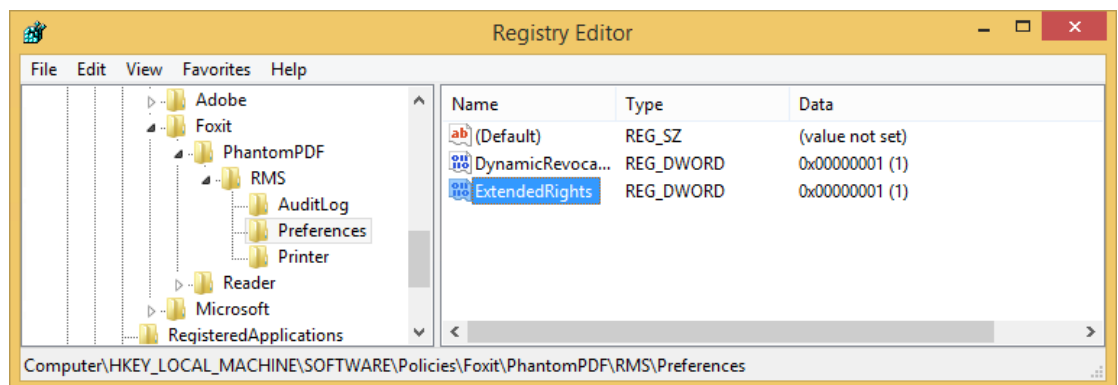 Registry Editor
File Edit View Favorites Help
Adobe
Foxit
PhantomPDF
RMS
AuditLog
Preferences
Printer
Reader
Microsoft
RegisteredApplications
Name Type Data
(Default) REG_SZ (value not set)
DynamicRevoca... REG_DWORD 0x00000001 (1)
ExtendedRights REG_DWORD 0x00000001 (1)
Computer\HKEY_LOCAL_MACHINE\SOFTWARE\Policies\Foxit\PhantomPDF\RMS\Preferences